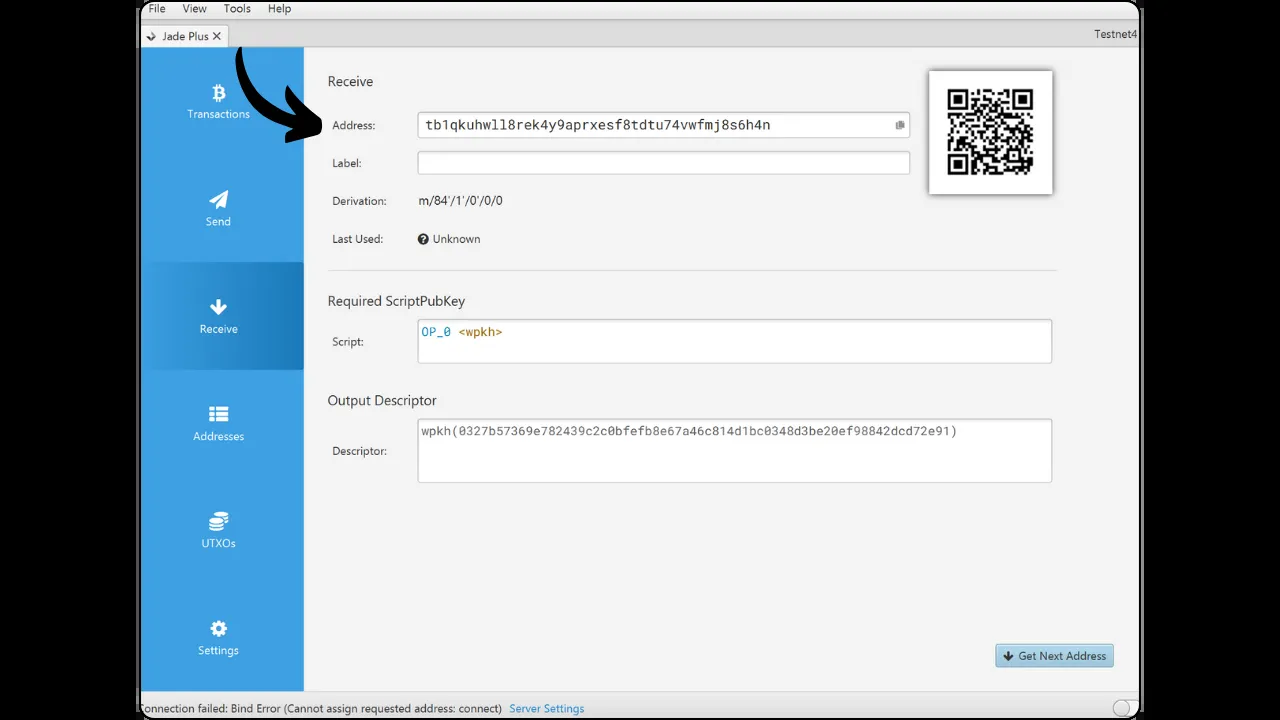 File View Tools Help
Jade Plus
Testnet4
Transactions
Send
Receive
Addresses
UTXOs
Settings
Receive
Address: tb1qkuhwll8rek4y9aprxesf8tdtu74vwfmj8s6h4n
Label:
Derivation: m/84'/1'/0'/0/0
Last Used: Unknown
Required ScriptPubKey
Script: OP_0 <wpkh>
Output Descriptor
Descriptor: wpkh(0327b57369e782439c2c0bfefb8e67a46c814d1bc0348d3be20ef98842dcd72e91)
Get Next Address
Connection failed: Bind Error (Cannot assign requested address: connect) Server Settings